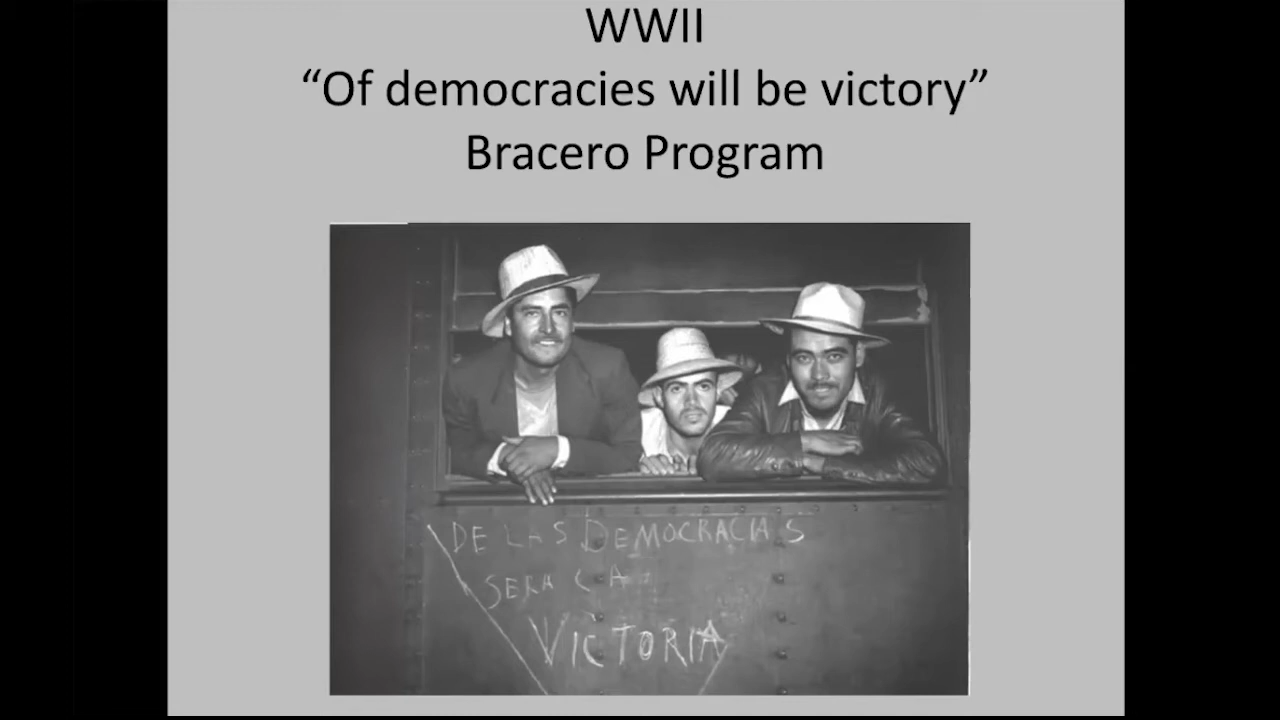 WWII
“Of democracies will be victory”
Bracero Program
DE LAS DEMOCRACIAS
SERA LA
VICTORIA